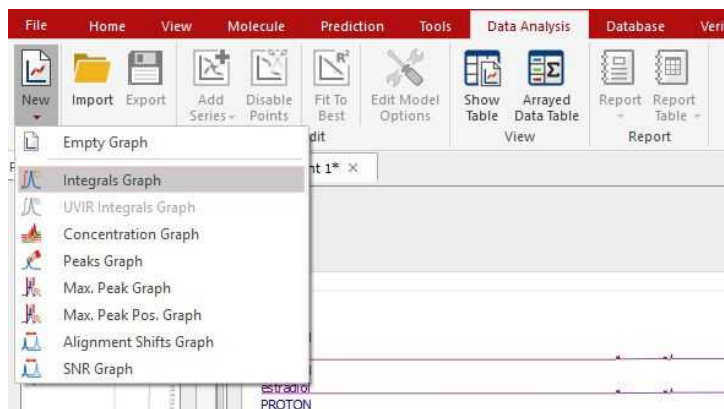 File Home View Molecule Prediction Tools Data Analysis Database Veri
New Import Export Add Series Disable Points Fit To Best Edit Model Options Show Table Arrayed Data Table Report Report Table
dit View Report
Empty Graph
nt 1* ×
Integrals Graph
UVIR Integrals Graph
Concentration Graph
Peaks Graph
Max. Peak Graph
Max. Peak Pos. Graph
Alignment Shifts Graph
SNR Graph
estradiol
PROTON